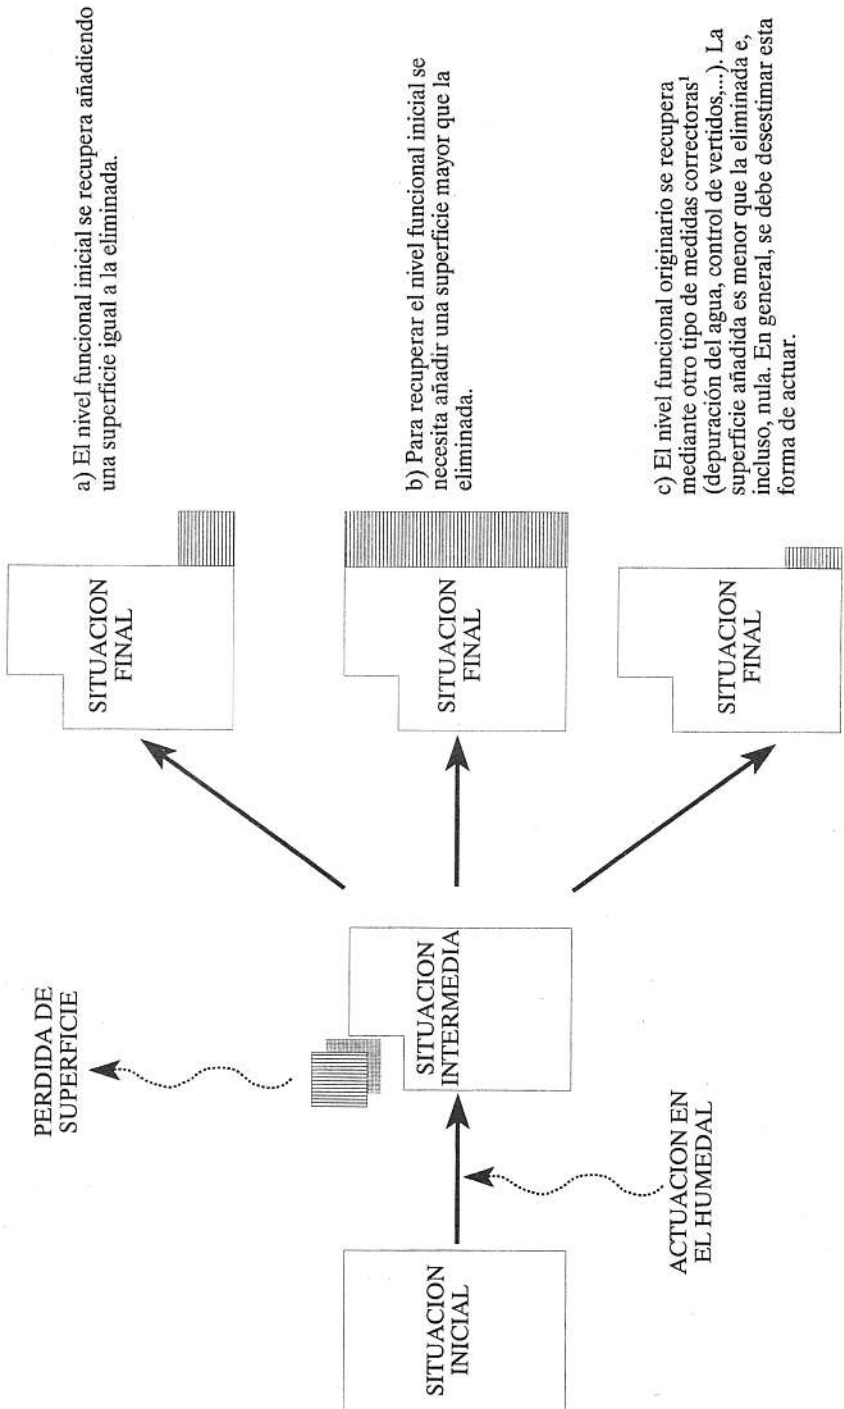 SITUACION
INICIAL
ACTUACION EN
EL HUMEDAL
PERDIDA DE
SUPERFICIE
SITUACION
INTERMEDIA
SITUACION
FINAL
a) El nivel funcional inicial se recupera añadiendo
una superficie igual a la eliminada.
SITUACION
FINAL
b) Para recuperar el nivel funcional inicial se
necesita añadir una superficie mayor que la
eliminada.
SITUACION
FINAL
c) El nivel funcional originario se recupera
mediante otro tipo de medidas correctoras¹
(depuración del agua, control de vertidos,...). La
superficie añadida es menor que la eliminada e,
incluso, nula. En general, se debe desestimar esta
forma de actuar.